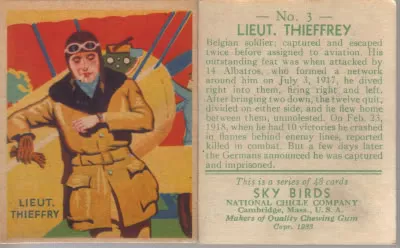 LIEUT.
THIEFFRY
No. 3
LIEUT. THIEFFREY
Belgian soldier, captured and escaped
twice before assigned to aviation. His
outstanding feat was when attacked by
14 Albatros, who formed a network
around him on July 3, 1917, he dived
right into them, firing right and left.
After bringing two down, the twelve quit,
divided on either side, and he flew home
between them, unmolested. On Feb. 23,
1918, when he had 10 victories he crashed
in flames behind enemy lines, reported
killed in combat. But a few days later
the Germans announced he was captured
and imprisoned.
This is a series of 48 cards
SKY BIRDS
NATIONAL CHICLE COMPANY
Cambridge, Mass., U. S. A.
Makers of Quality Chewing Gum
Copr. 1933